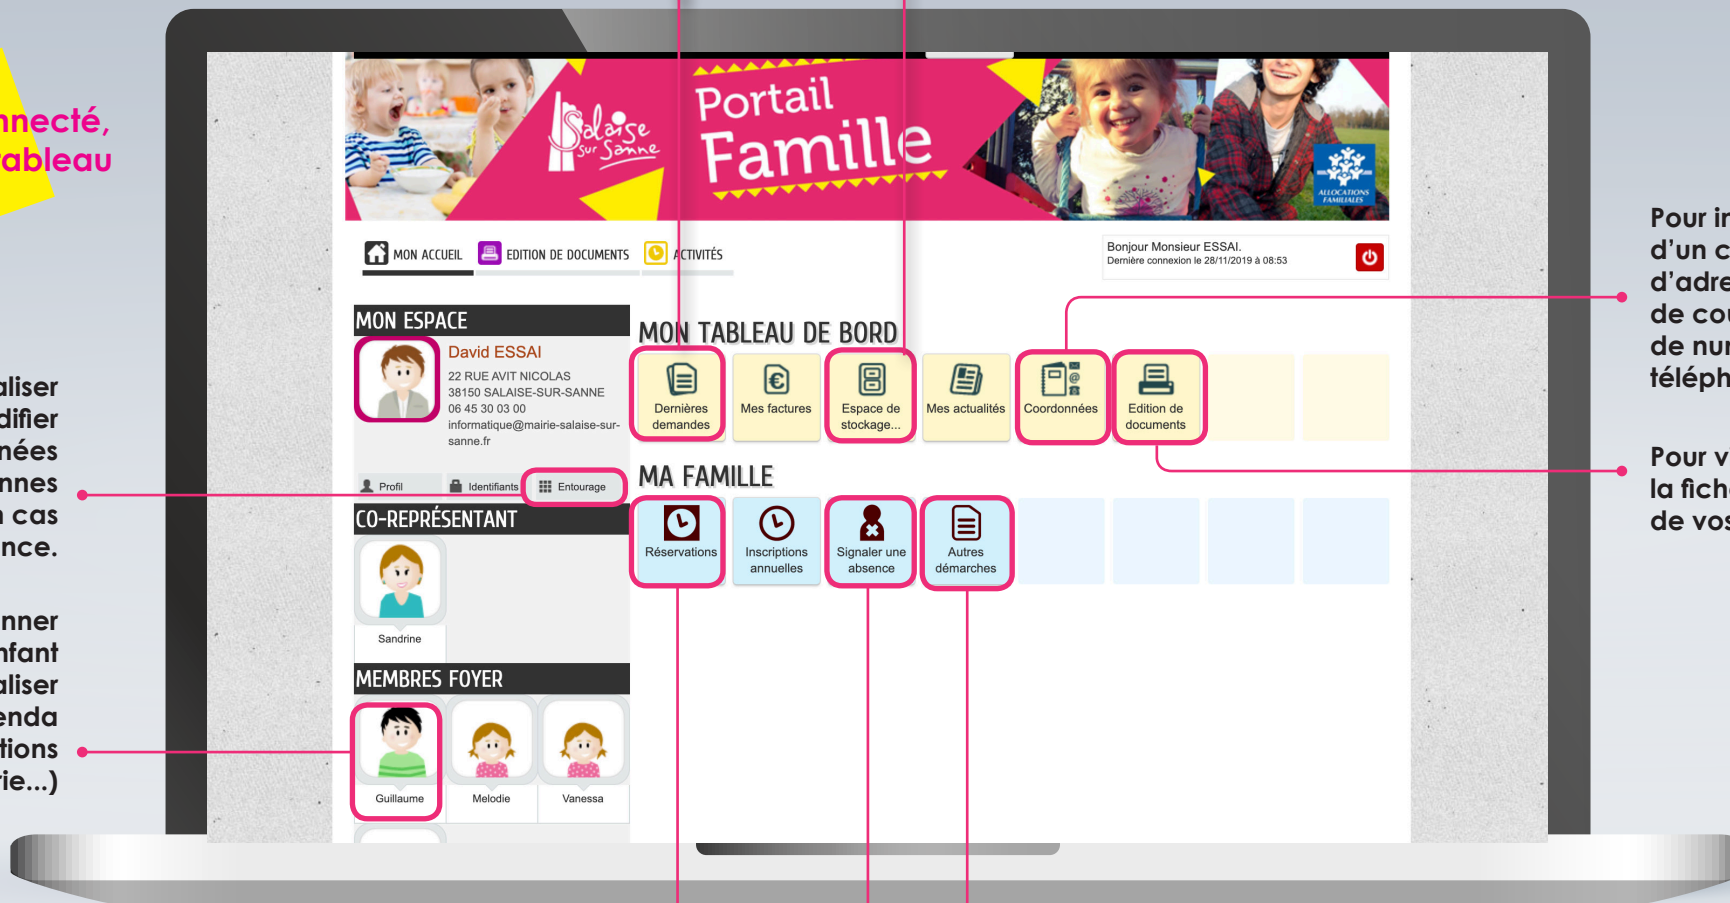 nnecté,
tableau
aliser
difier
nées
nnes
n cas
nce.
nner
nfant
aliser
enda
tions
rie...)
Salaise
sur Sanne
Portail
Famille
ALLOCATIONS
FAMILIALES
MON ACCUEIL
EDITION DE DOCUMENTS
ACTIVITÉS
Bonjour Monsieur ESSAI.
Dernière connexion le 28/11/2019 à 08:53
MON ESPACE
David ESSAI
22 RUE AVIT NICOLAS
38150 SALAISE-SUR-SANNE
06 45 30 03 00
informatique@mairie-salaise-sur-
sanne.fr
Profil
Identifiants
Entourage
CO-REPRÉSENTANT
Sandrine
MEMBRES FOYER
Guillaume
Melodie
Vanessa
MON TABLEAU DE BORD
Dernières
demandes
Mes factures
Espace de
stockage...
Mes actualités
Coordonnées
Edition de
documents
MA FAMILLE
Réservations
Inscriptions
annuelles
Signaler une
absence
Autres
démarches
Pour in
d'un c
d'adre
de cou
de nur
téléph
Pour v
la fiche
de vos